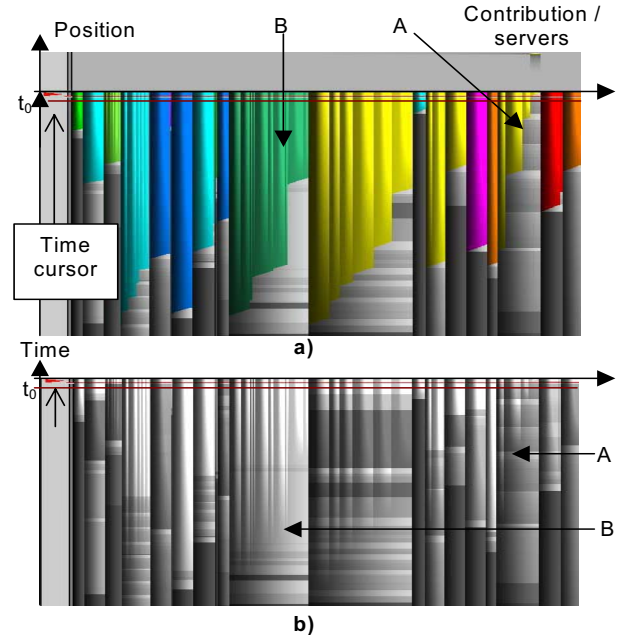 Contribution /
servers
Position
B
A
t0
Time
cursor
a)
Time
t0
A
B
b)